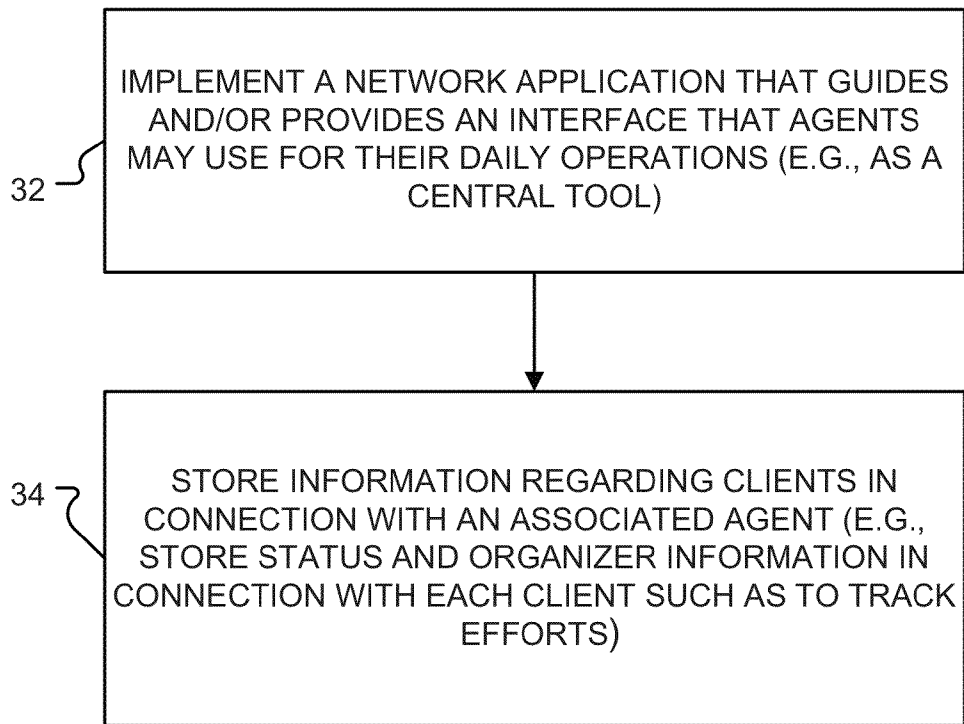 IMPLEMENT A NETWORK APPLICATION THAT GUIDES
AND/OR PROVIDES AN INTERFACE THAT AGENTS
MAY USE FOR THEIR DAILY OPERATIONS (E.G., AS A
CENTRAL TOOL)
32
STORE INFORMATION REGARDING CLIENTS IN
CONNECTION WITH AN ASSOCIATED AGENT (E.G.,
STORE STATUS AND ORGANIZER INFORMATION IN
CONNECTION WITH EACH CLIENT SUCH AS TO TRACK
EFFORTS)
34